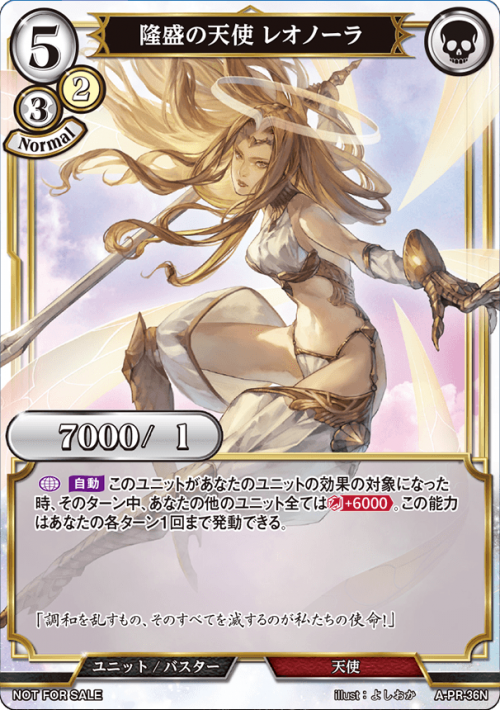 5
隆盛の天使 レオノーラ
3
2
Normal
7000/ 1
自動 このユニットがあなたのユニットの効果の対象になった
時、そのターン中、あなたの他のユニット全ては+6000。この能力
はあなたの各ターン1回まで発動できる。
「調和を乱すもの、そのすべてを滅するのが私たちの使命!」
ユニット / バスター
天使
NOT FOR SALE
illust : よしおか
A-PR-36N